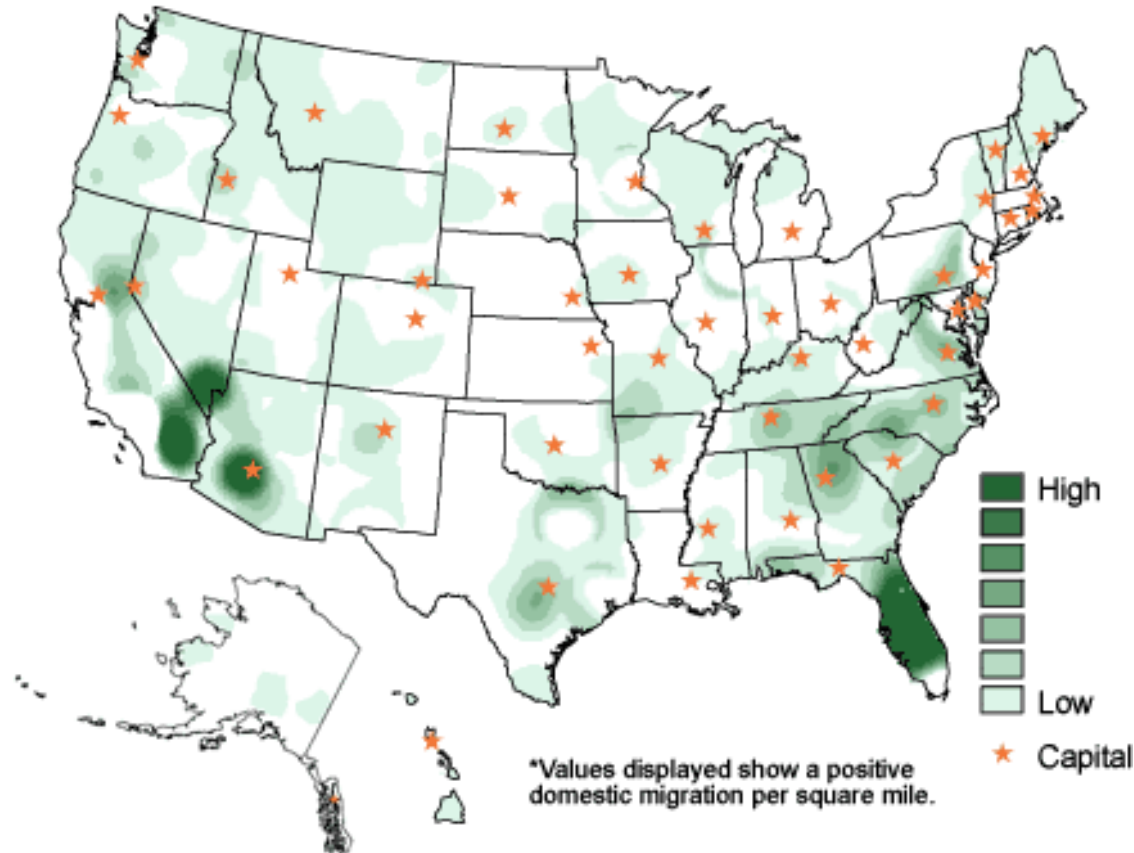 High
Low
Capital
*Values displayed show a positive
domestic migration per square mile.